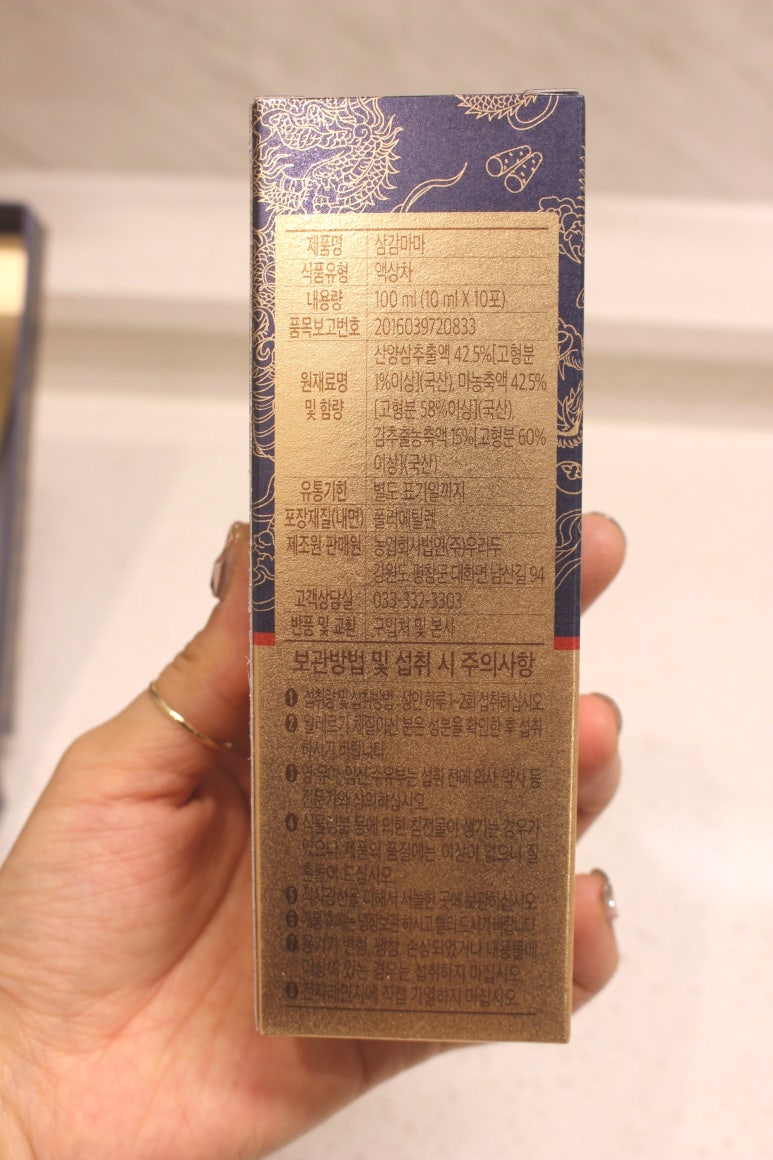 제품명 삼감마마
식품유형 액상차
내용량 100 ml (10 ml X 10포)
품목보고번호 2016039720833
원재료명 및 함량 산양삼추출액 42.5%[고형분
1%이상](국산), 마농축액 42.5%
[고형분 58%이상](국산),
감추출농축액 15%[고형분 60%
이상](국산)
유통기한 별도 표기일까지
포장재질(내면) 폴리에틸렌
제조원 판매원 농업회사법인(주)우리두
강원도 평창군 대화면 남산길 94
고객상담실 033-332-3303
반품 및 교환 구입처 및 본사
보관방법 및 섭취 시 주의사항
❶ 섭취량 및 섭취방법 : 성인 하루 1~2회 섭취하십시오
❷ 알레르기 체질이신 분은 성분을 확인한 후 섭취
하시기 바랍니다
❸ 영·유아, 임산·수유부는 섭취 전에 의사, 약사 등
전문가와 상의하십시오.
❹ 식물성분 등에 의한 침전물이 생기는 경우가
있으나 제품의 품질에는 이상이 없으니 잘
흔들어 드십시오
❺ 직사광선을 피해서 서늘한 곳에 보관하십시오
❻ 개봉후에는 냉장보관 하시고 빨리 드시기 바랍니다
❼ 용기가 변형, 팽창, 손상되었거나 내용물에
이상이 있는 경우는 섭취하지 마십시오
❽ 전자레인지에 직접 가열하지 마십시오.